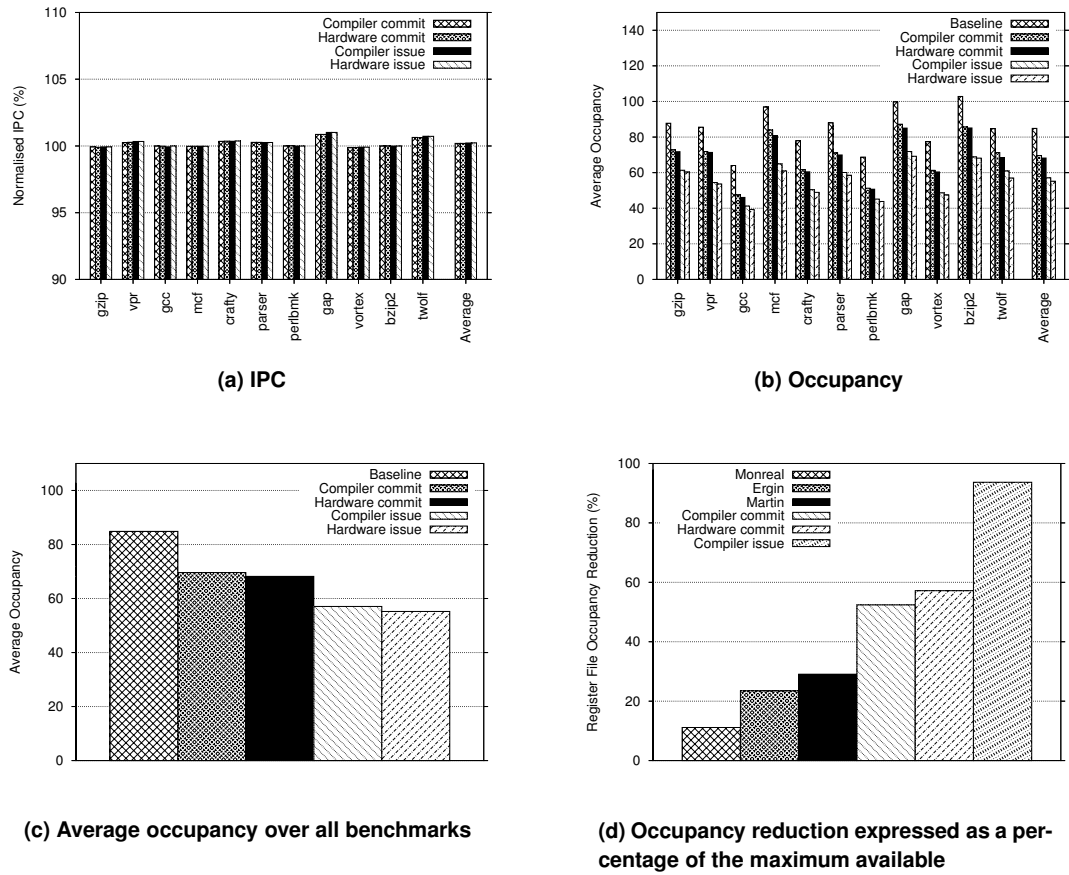 110
105
100
95
90
Normalised IPC (%)
Compiler commit
Hardware commit
Compiler issue
Hardware issue
gzip
vpr
gcc
mcf
crafty
parser
perlbmk
gap
vortex
bzip2
twolf
Average
(a) IPC
140
120
100
80
60
40
20
0
Average Occupancy
Baseline
Compiler commit
Hardware commit
Compiler issue
Hardware issue
gzip
vpr
gcc
mcf
crafty
parser
perlbmk
gap
vortex
bzip2
twolf
Average
(b) Occupancy
100
80
60
40
20
0
Average Occupancy
Baseline
Compiler commit
Hardware commit
Compiler issue
Hardware issue
(c) Average occupancy over all benchmarks
100
80
60
40
20
0
Register File Occupancy Reduction (%)
Monreal
Ergin
Martin
Compiler commit
Hardware commit
Compiler issue
(d) Occupancy reduction expressed as a per-
centage of the maximum available